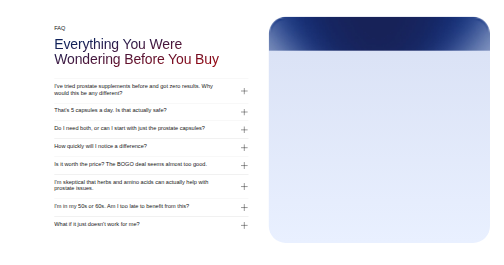 FAQ
Everything You Were
Wondering Before You Buy
I've tried prostate supplements before and got zero results. Why
would this be any different?
That's 5 capsules a day. Is that actually safe?
Do I need both, or can I start with just the prostate capsules?
How quickly will I notice a difference?
Is it worth the price? The BOGO deal seems almost too good.
I'm skeptical that herbs and amino acids can actually help with
prostate issues.
I'm in my 50s or 60s. Am I too late to benefit from this?
What if it just doesn't work for me?